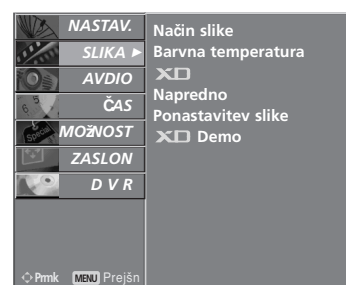 NASTAV.
SLIKA ►
AVDIO
ČAS
MOŽNOST
ZASLON
D V R
Prmk MENU Prejšn
Način slike
Barvna temperatura
XD
Napredno
Ponastavitev slike
XD Demo